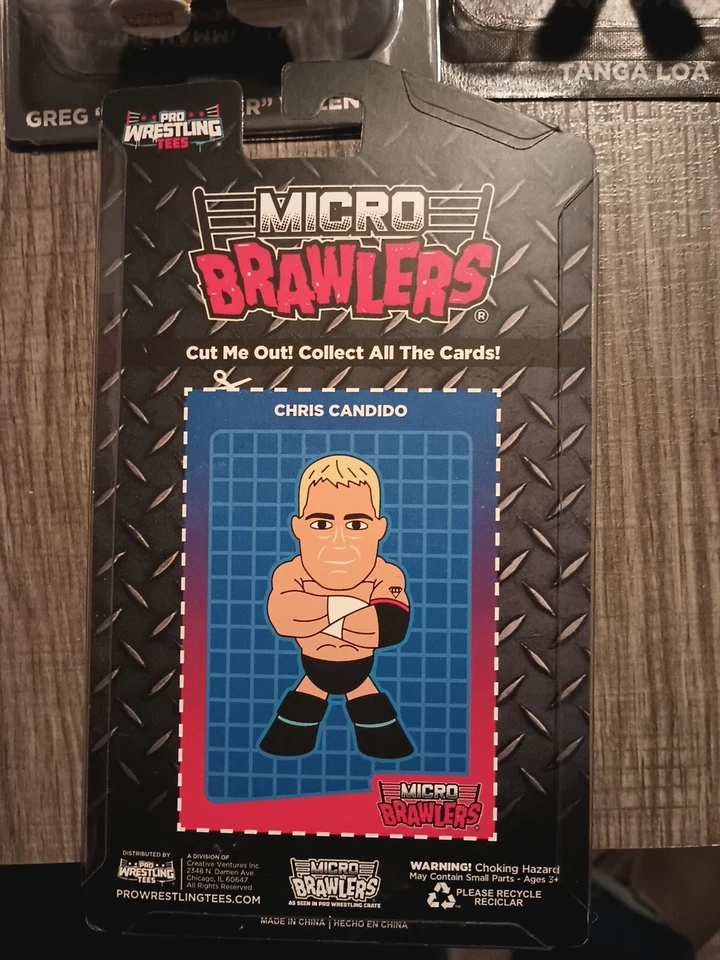 GREG "
R"
EN
TANGA LOA
PRO
WRESTLING
TEES
MICRO
BRAWLERS®
Cut Me Out! Collect All The Cards!
CHRIS CANDIDO
MICRO
BRAWLERS
DISTRIBUTED BY
PRO
WRESTLING
TEES
PROWRESTLINGTEES.COM
A DIVISION OF
Creative Ventures Inc.
2348 N. Damen Ave.
Chicago, IL 60647
All Rights Reserved.
MICRO
BRAWLERS
AS SEEN IN PRO WRESTLING CRATE
WARNING! Choking Hazard
May Contain Small Parts - Ages 3+
PLEASE RECYCLE
RECICLAR
MADE IN CHINA | HECHO EN CHINA